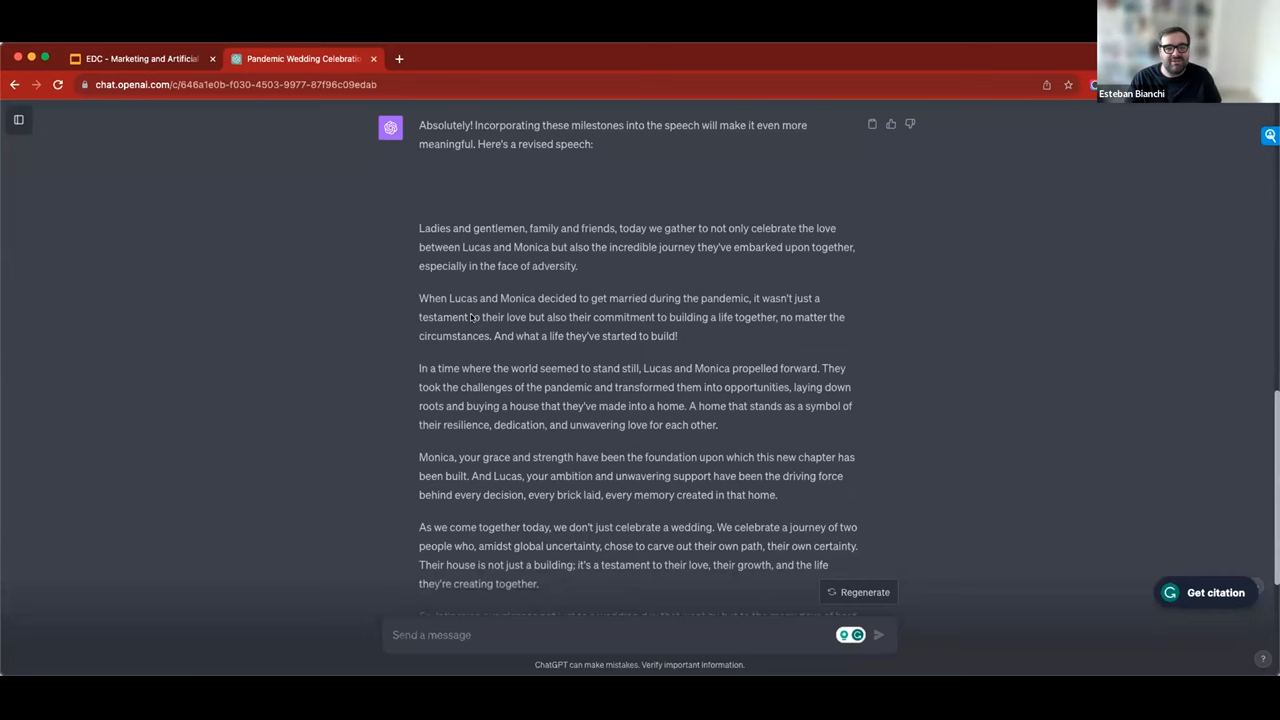 EDC - Marketing and Artificial
Pandemic Wedding Celebratio
Esteban Bianchi
chat.openai.com/c/646a1e0b-f030-4503-9977-87f96c09edab
Absolutely! Incorporating these milestones into the speech will make it even more
meaningful. Here's a revised speech:
Ladies and gentlemen, family and friends, today we gather to not only celebrate the love
between Lucas and Monica but also the incredible journey they've embarked upon together,
especially in the face of adversity.
When Lucas and Monica decided to get married during the pandemic, it wasn't just a
testament to their love but also their commitment to building a life together, no matter the
circumstances. And what a life they've started to build!
In a time where the world seemed to stand still, Lucas and Monica propelled forward. They
took the challenges of the pandemic and transformed them into opportunities, laying down
roots and buying a house that they've made into a home. A home that stands as a symbol of
their resilience, dedication, and unwavering love for each other.
Monica, your grace and strength have been the foundation upon which this new chapter has
been built. And Lucas, your ambition and unwavering support have been the driving force
behind every decision, every brick laid, every memory created in that home.
As we come together today, we don't just celebrate a wedding. We celebrate a journey of two
people who, amidst global uncertainty, chose to carve out their own path, their own certainty.
Their house is not just a building; it's a testament to their love, their growth, and the life
they're creating together.
Regenerate
Get citation
Send a message
ChatGPT can make mistakes. Verify important information.
?